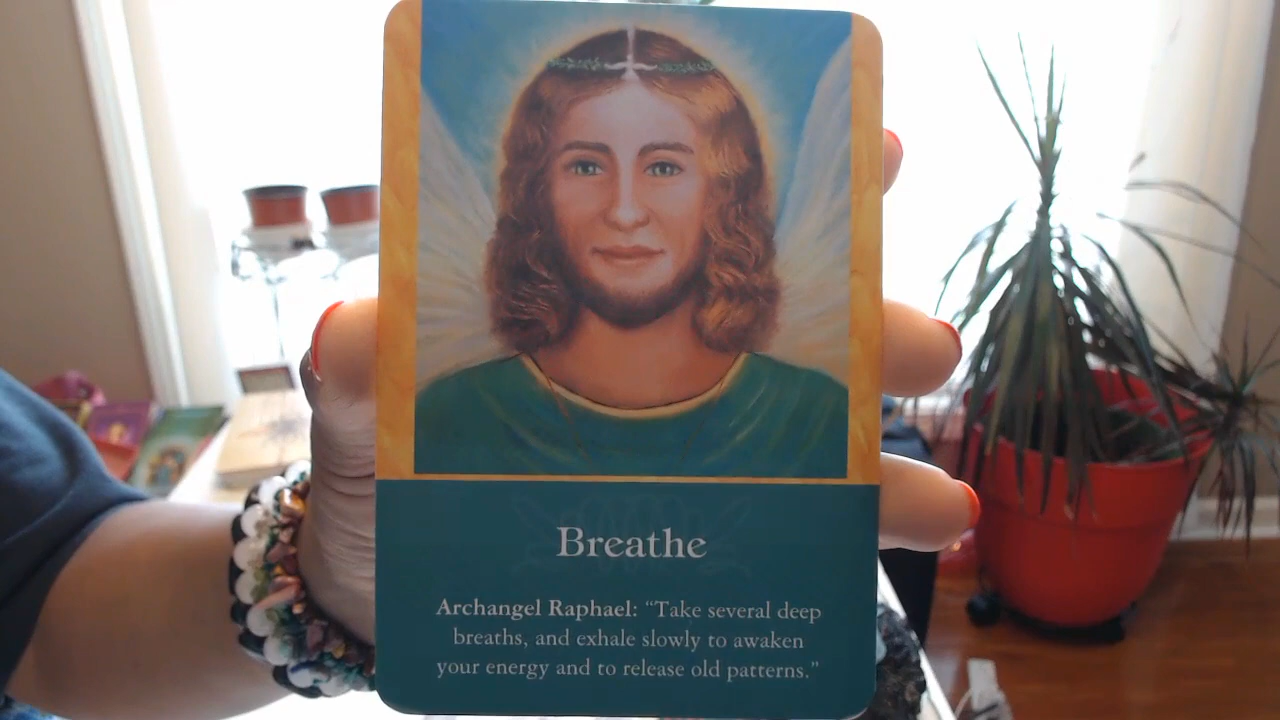 Breathe
Archangel Raphael: “Take several deep
breaths, and exhale slowly to awaken
your energy and to release old patterns.”